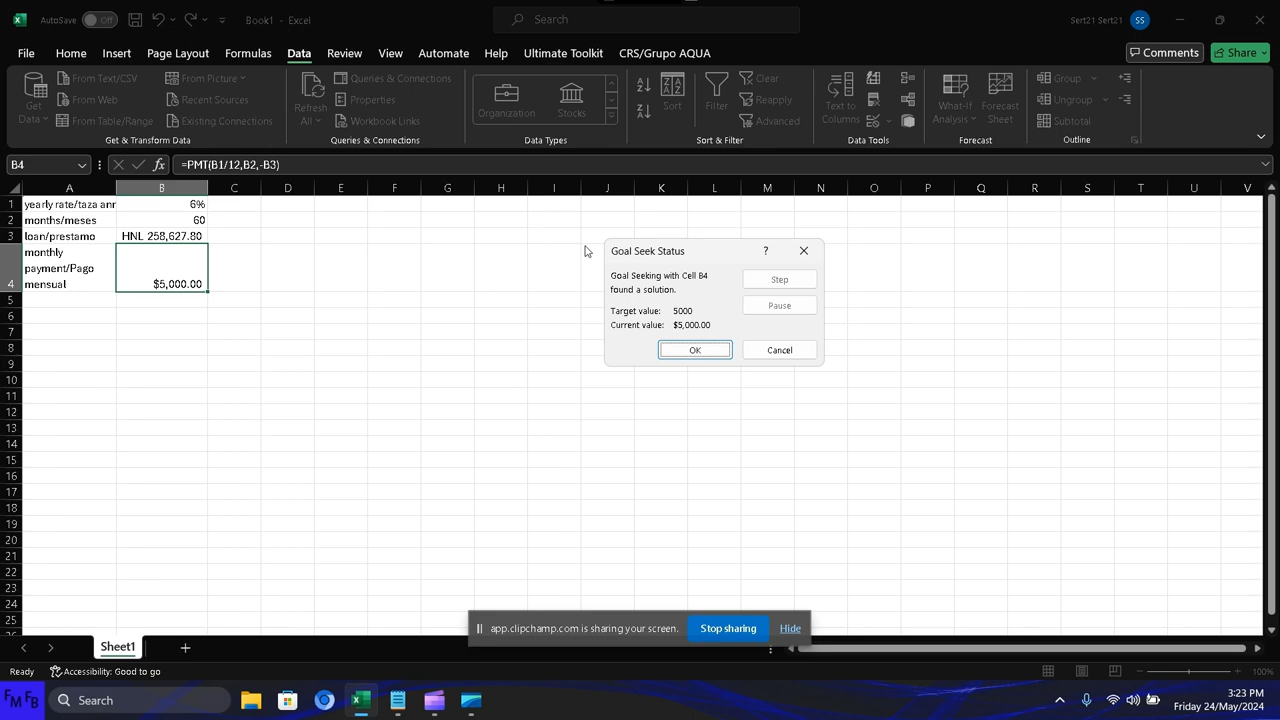 AutoSave Off Book1 - Excel Search Sert21 Sert21 SS
File Home Insert Page Layout Formulas Data Review View Automate Help Ultimate Toolkit CRS/Grupo AQUA Comments Share
Get Data
From Text/CSV
From Web
From Table/Range
From Picture
Recent Sources
Existing Connections
Get & Transform Data
Refresh All
Queries & Connections
Properties
Workbook Links
Queries & Connections
Organization
Stocks
Data Types
Sort
Filter
Clear
Reapply
Advanced
Sort & Filter
Text to Columns
Data Tools
What-If Analysis
Forecast Sheet
Forecast
Group
Ungroup
Subtotal
Outline
B4 fx =PMT(B1/12,B2,-B3)
A B C D E F G H I J K L M N O P Q R S T U V
1 yearly rate/taza anr 6%
2 months/meses 60
3 loan/prestamo HNL 258,627.80
monthly
payment/Pago
4 mensual $5,000.00
5
6
7
8
9
10
11
12
13
14
15
16
17
18
19
20
21
22
23
24
25
Goal Seek Status ?
Goal Seeking with Cell B4
found a solution.
Target value: 5000
Current value: $5,000.00
Step
Pause
OK Cancel
app.clipchamp.com is sharing your screen. Stop sharing Hide
Sheet1
Ready Accessibility: Good to go 100%
FM FB Search 3:23 PM
Friday 24/May/2024